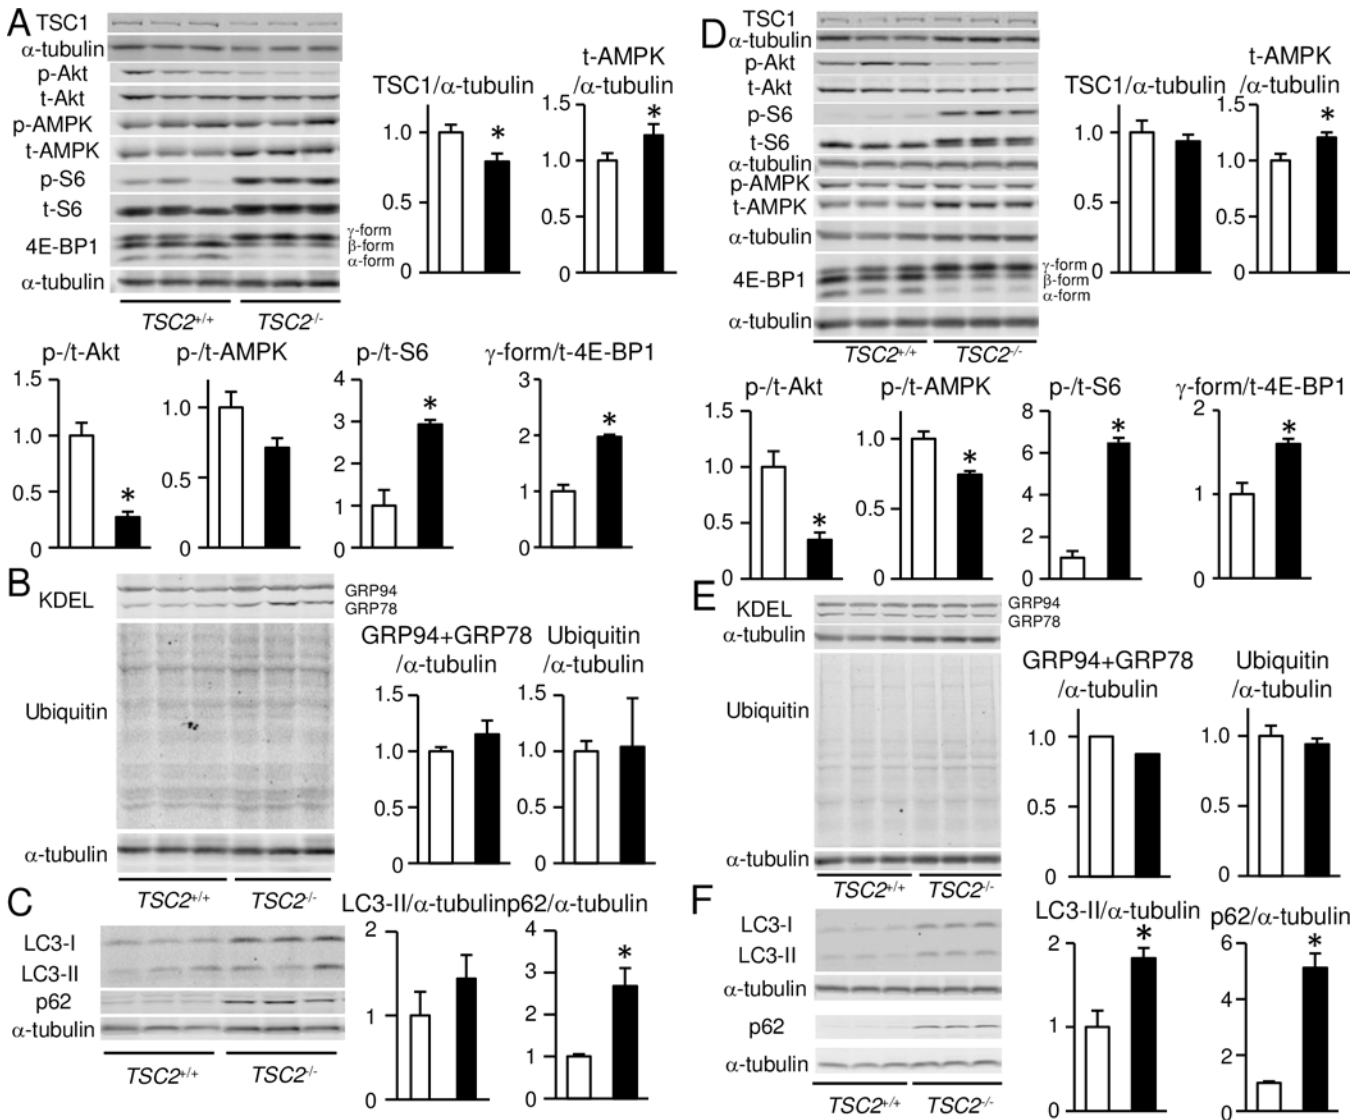 A
TSC1
α-tubulin
p-Akt
t-Akt
p-AMPK
t-AMPK
p-S6
t-S6
4E-BP1
γ-form
β-form
α-form
α-tubulin
TSC2+/+ TSC2-/-
TSC1/α-tubulin
1.0
0.5
0
*
t-AMPK
/α-tubulin
1.5
1.0
0.5
0
*
p-/t-Akt
1.5
1.0
0.5
0
*
p-/t-AMPK
1.0
0.5
0
p-/t-S6
4
3
2
1
0
*
γ-form/t-4E-BP1
3
2
1
0
*
B
KDEL
GRP94
GRP78
Ubiquitin
α-tubulin
TSC2+/+ TSC2-/-
GRP94+GRP78
/α-tubulin
1.5
1.0
0.5
0
Ubiquitin
/α-tubulin
1.5
1.0
0.5
0
C
LC3-I
LC3-II
p62
α-tubulin
TSC2+/+ TSC2-/-
LC3-II/α-tubulin
2
1
0
p62/α-tubulin
4
3
2
1
0
*
D
TSC1
α-tubulin
p-Akt
t-Akt
p-S6
t-S6
α-tubulin
p-AMPK
t-AMPK
α-tubulin
4E-BP1
γ-form
β-form
α-form
α-tubulin
TSC2+/+ TSC2-/-
TSC1/α-tubulin
1.0
0.5
0
t-AMPK
/α-tubulin
1.5
1.0
0.5
0
*
p-/t-Akt
1.5
1.0
0.5
0
*
p-/t-AMPK
1.0
0.5
0
*
p-/t-S6
8
6
4
2
0
*
γ-form/t-4E-BP1
2
1
0
*
E
KDEL
GRP94
GRP78
α-tubulin
Ubiquitin
α-tubulin
TSC2+/+ TSC2-/-
GRP94+GRP78
/α-tubulin
1.0
0.5
0
Ubiquitin
/α-tubulin
1.0
0.5
0
F
LC3-I
LC3-II
α-tubulin
p62
α-tubulin
TSC2+/+ TSC2-/-
LC3-II/α-tubulin
2
1
0
*
p62/α-tubulin
6
4
2
0
*